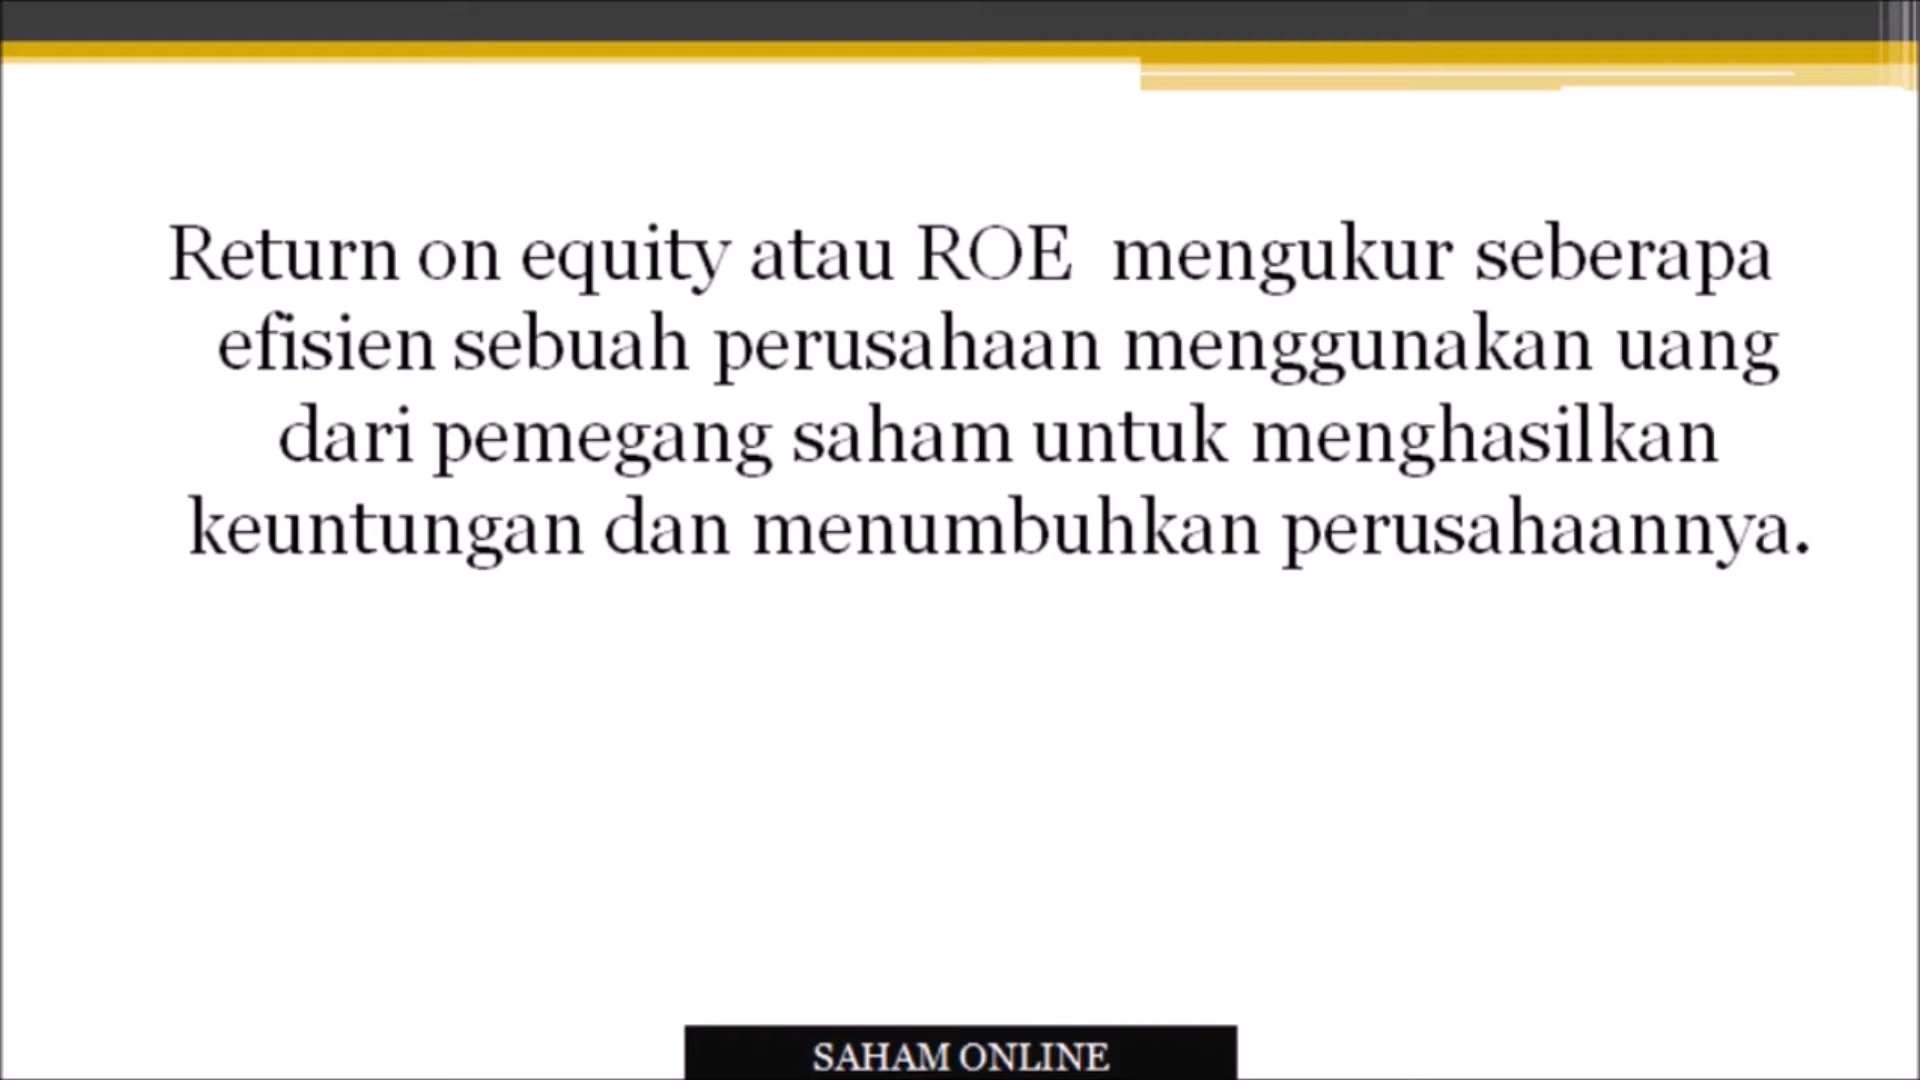 Return on equity atau ROE  mengukur seberapa
efisien sebuah perusahaan menggunakan uang
dari pemegang saham untuk menghasilkan
keuntungan dan menumbuhkan perusahaannya.
SAHAM ONLINE